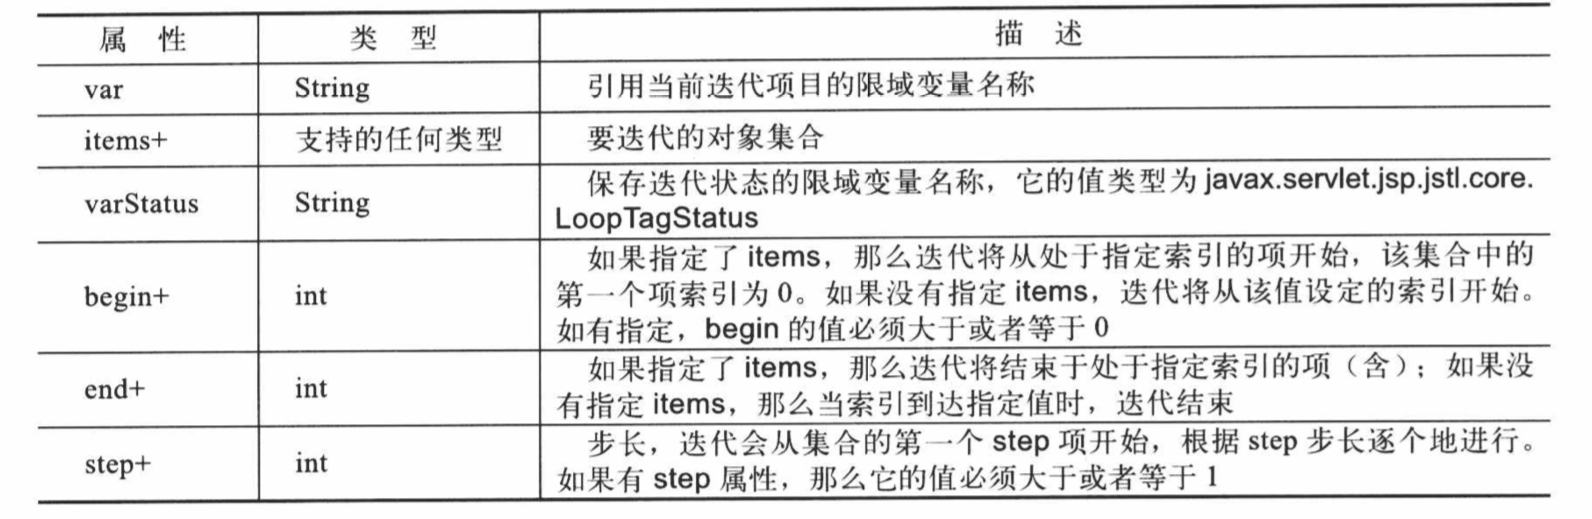 属 性 类 型 描 述
var String 引用当前迭代项目的限域变量名称
items+ 支持的任何类型 要迭代的对象集合
varStatus String 保存迭代状态的限域变量名称，它的值类型为 javax.servlet.jsp.jstl.core.
LoopTagStatus
begin+ int 如果指定了 items，那么迭代将从处于指定索引的项开始，该集合中的
第一个项索引为 0。如果没有指定 items，迭代将从该值设定的索引开始。
如有指定，begin 的值必须大于或者等于 0
end+ int 如果指定了 items，那么迭代将结束于处于指定索引的项（含）；如果没
有指定 items，那么当索引到达指定值时，迭代结束
step+ int 步长，迭代会从集合的第一个 step 项开始，根据 step 步长逐个地进行。
如果有 step 属性，那么它的值必须大于或者等于 1